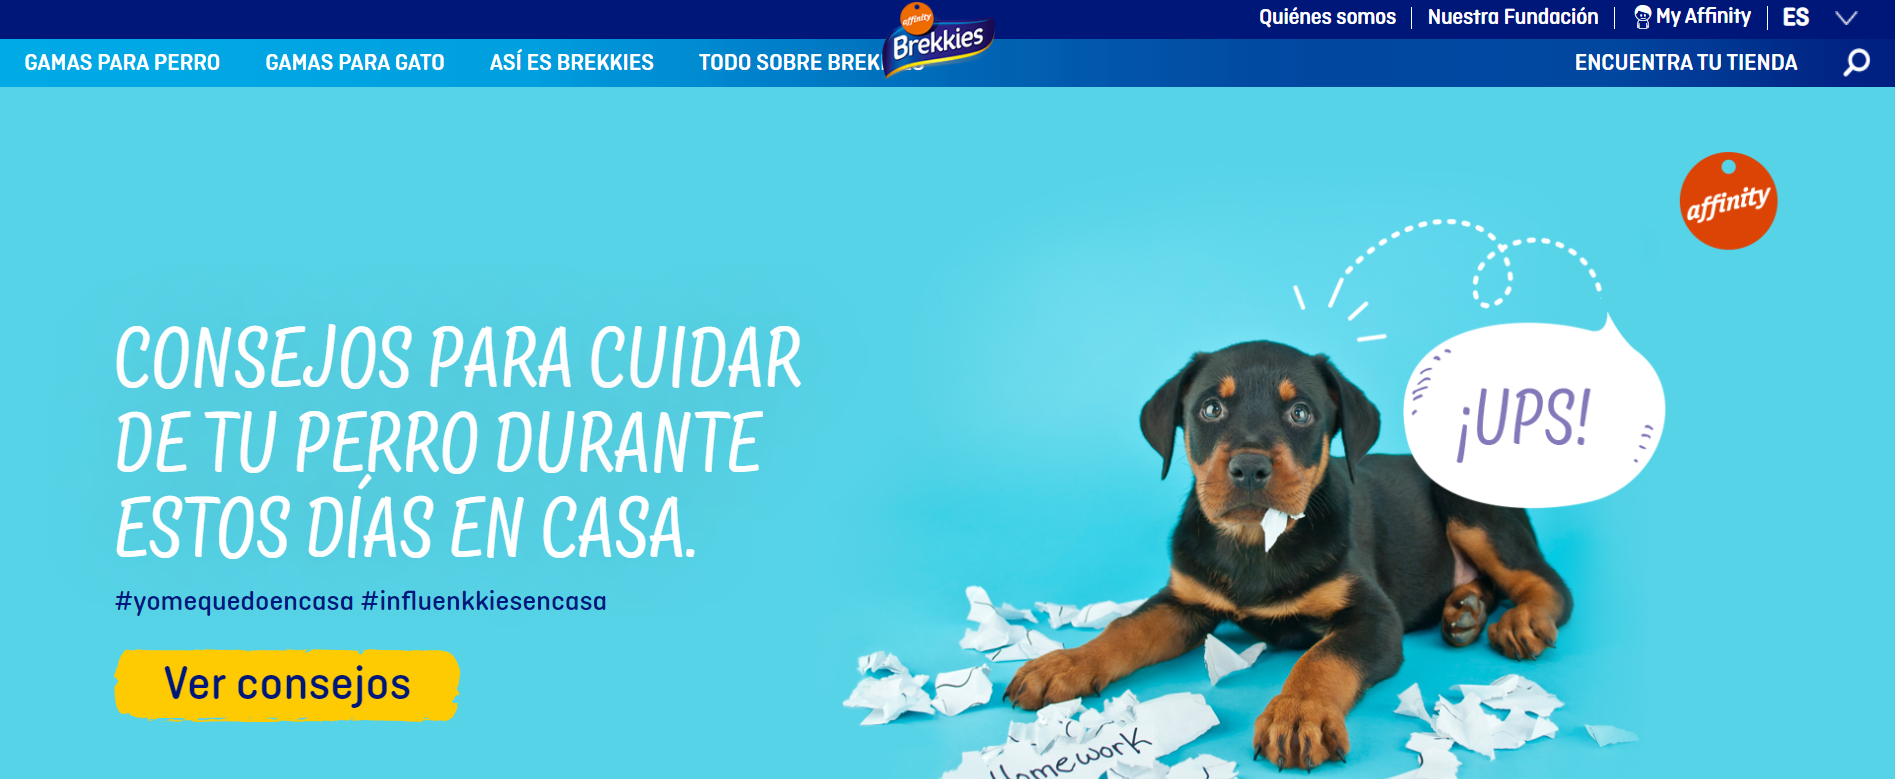 Quiénes somos
Nuestra Fundación
My Affinity
ES
affinity
Brekkies
GAMAS PARA PERRO
GAMAS PARA GATO
ASÍ ES BREKKIES
TODO SOBRE BREKKIES
ENCUENTRA TU TIENDA
affinity
CONSEJOS PARA CUIDAR
DE TU PERRO DURANTE
ESTOS DÍAS EN CASA.
#yomequedoencasa #influenkkiesencasa
Ver consejos
¡UPS!
Homework